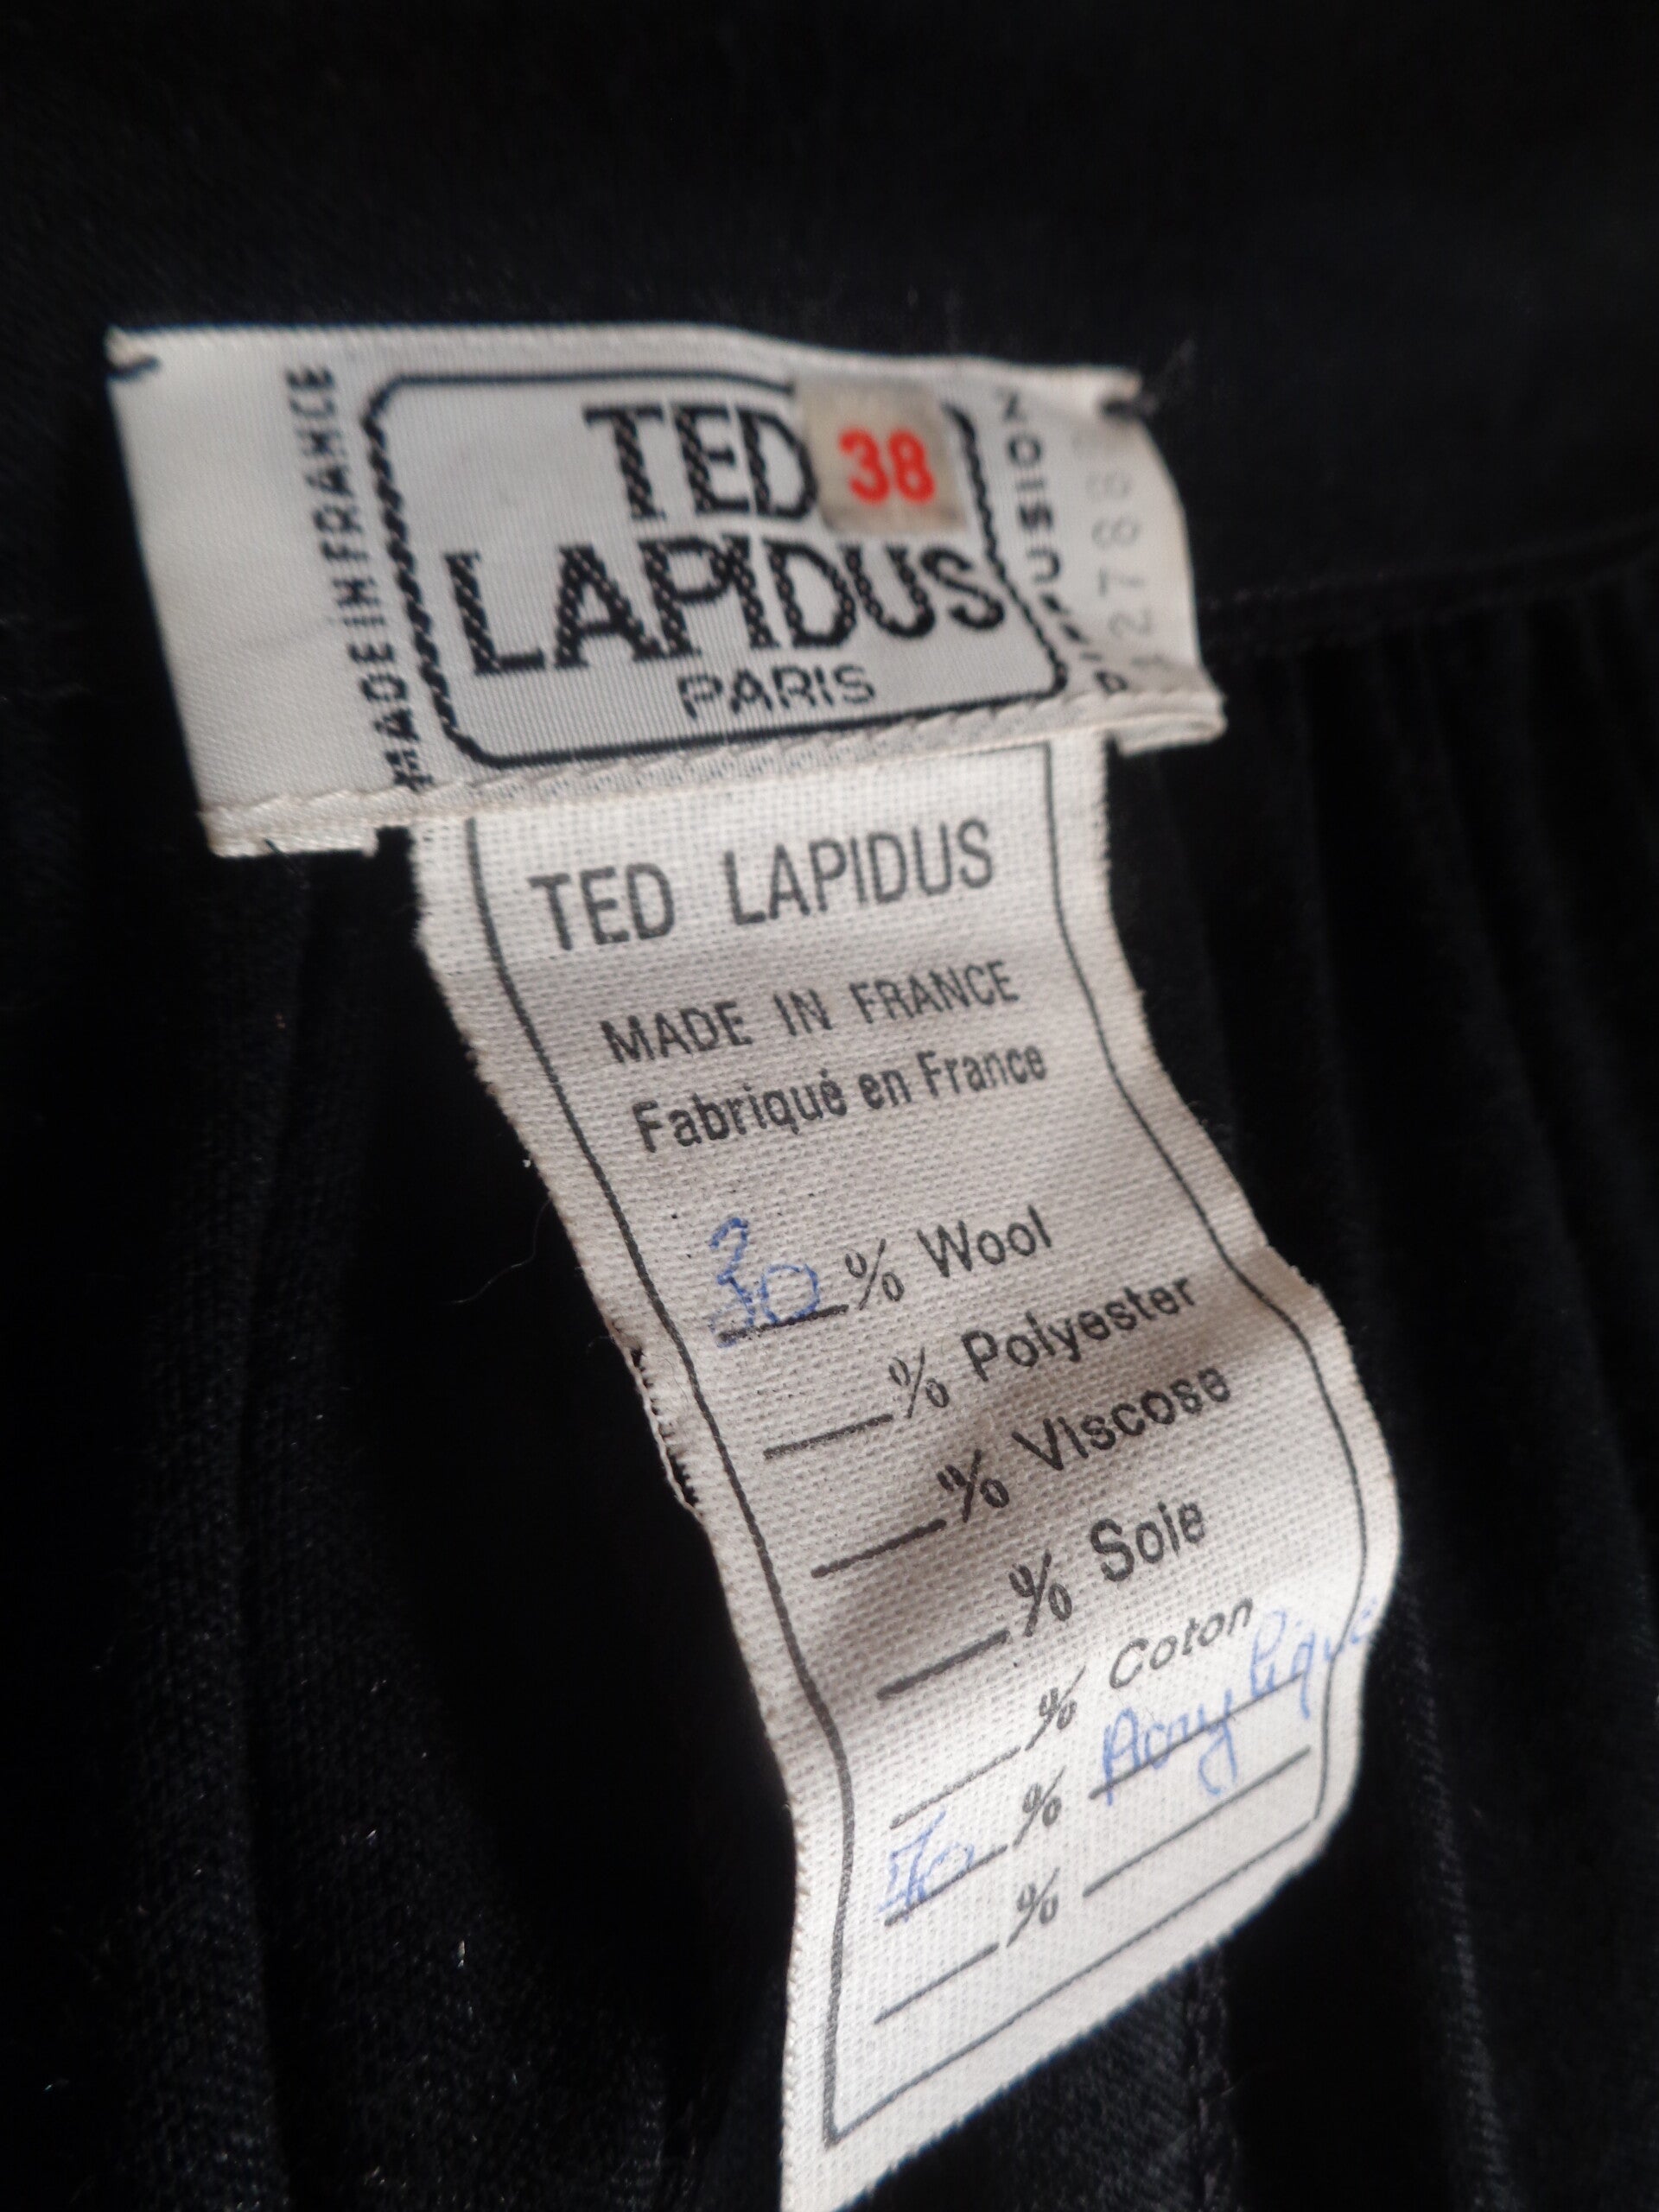 MADE IN FRANCE
TED
38
LAPIDUS
PARIS
DIFFUSION
TED LAPIDUS
MADE IN FRANCE
Fabriqué en France
30 % Wool
% Polyester
% Viscose
% Soie
% Coton
70 % Acrylique
%